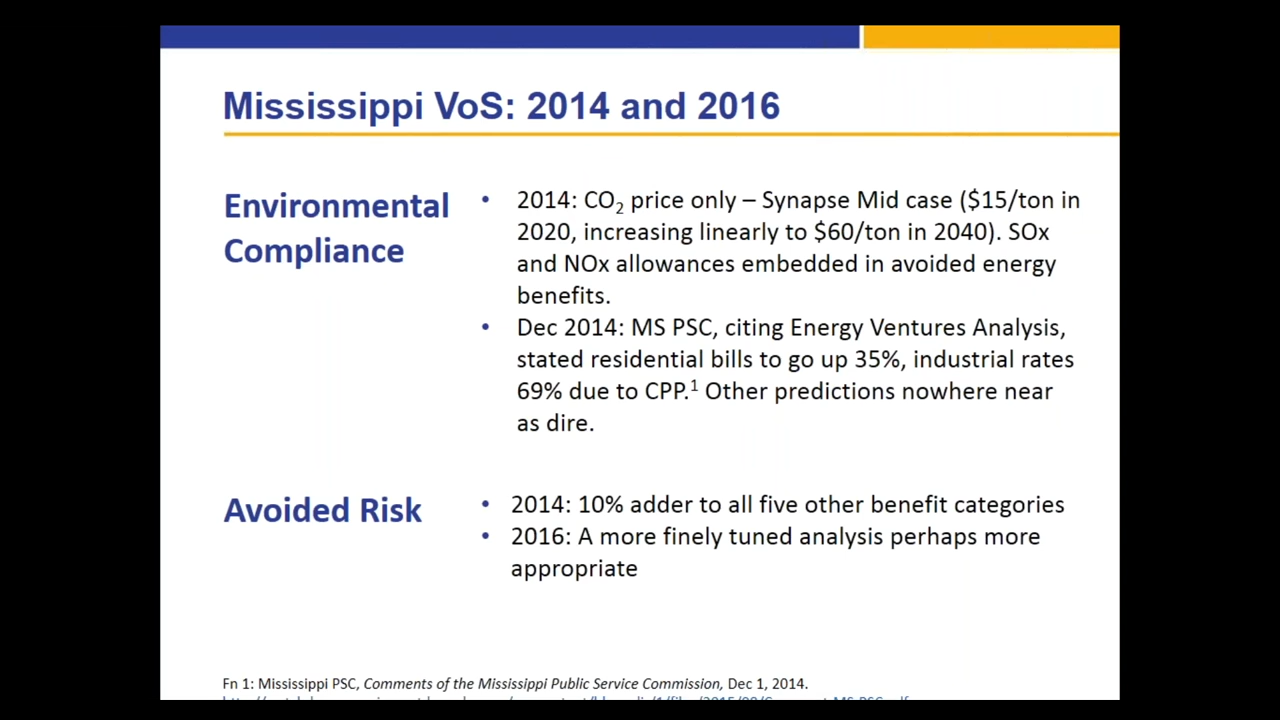 Mississippi VoS: 2014 and 2016
Environmental
Compliance
• 2014: CO₂ price only – Synapse Mid case ($15/ton in
2020, increasing linearly to $60/ton in 2040). SOx
and NOx allowances embedded in avoided energy
benefits.
• Dec 2014: MS PSC, citing Energy Ventures Analysis,
stated residential bills to go up 35%, industrial rates
69% due to CPP.¹ Other predictions nowhere near
as dire.
Avoided Risk
• 2014: 10% adder to all five other benefit categories
• 2016: A more finely tuned analysis perhaps more
appropriate
Fn 1: Mississippi PSC, Comments of the Mississippi Public Service Commission, Dec 1, 2014.